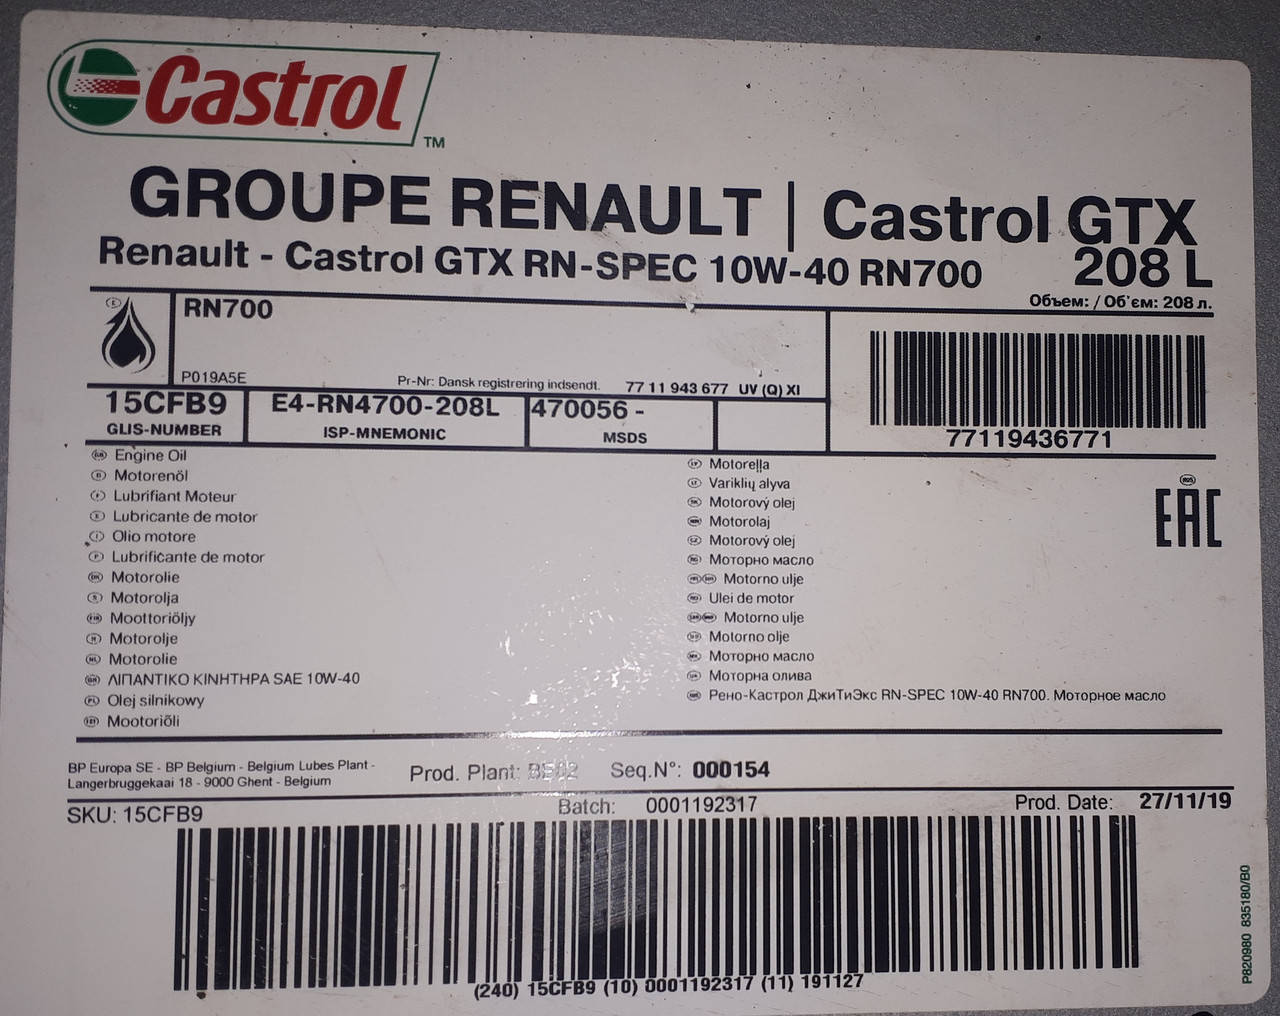 Castrol
TM
GROUPE RENAULT | Castrol GTX
Renault - Castrol GTX RN-SPEC 10W-40 RN700
208 L
Объем: / Об'єм: 208 л.
RN700
P019A5E
Pr-Nr: Dansk registrering indsendt.
77 11 943 677 UV (Q) XI
77119436771
15CFB9
GLIS-NUMBER
E4-RN4700-208L
ISP-MNEMONIC
470056 -
MSDS
Engine Oil
Motorenöl
Lubrifiant Moteur
Lubricante de motor
Olio motore
Lubrificante de motor
Motorolie
Motorolja
Moottoriöljy
Motorolje
Motorolie
ΛΙΠΑΝΤΙΚΟ ΚΙΝΗΤΗΡΑ SAE 10W-40
Olej silnikowy
Mootoriõli
Motoreļļa
Variklių alyva
Motorový olej
Motorolaj
Motorový olej
Моторно масло
Motorno ulje
Ulei de motor
Motorno ulje
Motorno olje
Моторно масло
Моторна олива
Рено-Кастрол ДжиТиЭкс RN-SPEC 10W-40 RN700. Моторное масло
EAC
BP Europa SE - BP Belgium - Belgium Lubes Plant -
Langerbruggekaai 18 - 9000 Ghent - Belgium
Prod. Plant:
Seq.N°: 000154
SKU: 15CFB9
Batch: 0001192317
Prod. Date: 27/11/19
(240) 15CFB9 (10) 0001192317 (11) 191127
P820980 835180/B0